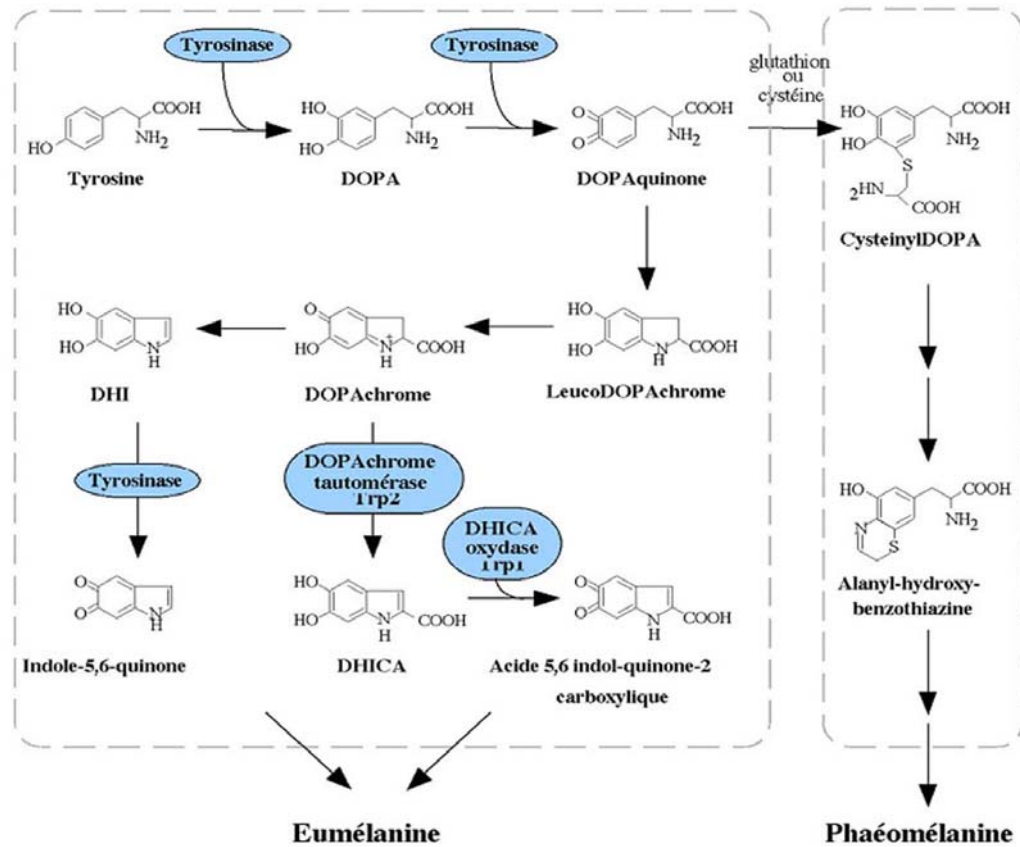 Tyrosinase
Tyrosinase
glutathion
ou
cystéine
COOH
NH2
HO
Tyrosine
HO
HO
COOH
NH2
DOPA
O
O
COOH
NH2
DOPAquinone
HO
HO
COOH
NH2
S
2HN
COOH
CysteinylDOPA
HO
HO
N
H
DHI
O
HO
N+
H
COOH
DOPAchrome
HO
HO
N
H
COOH
LeucoDOPAchrome
Tyrosinase
DOPAchrome
tautomérase
Trp2
DHICA
oxydase
Trp1
HO
N
S
COOH
NH2
Alanyl-hydroxy-
benzothiazine
O
O
N
H
Indole-5,6-quinone
HO
HO
N
H
COOH
DHICA
O
O
N
H
COOH
Acide 5,6 indol-quinone-2
carboxylique
Eumélanine
Phaéomélanine